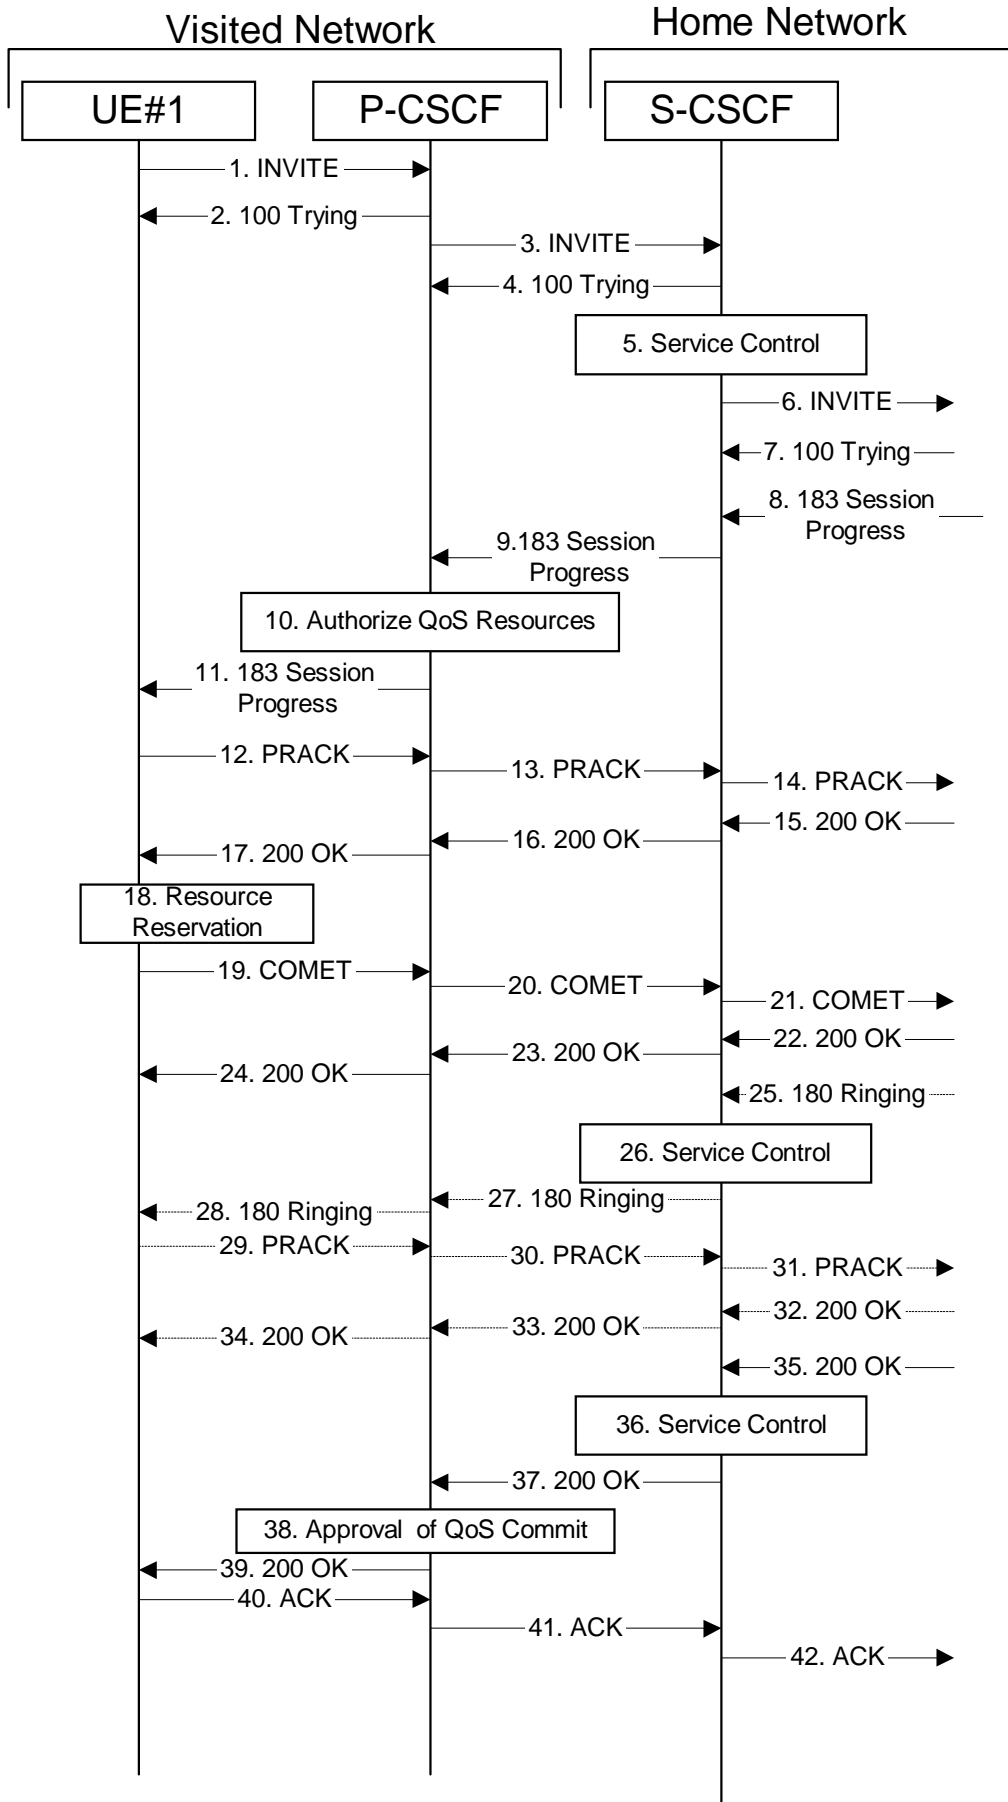 Visited Network
Home Network
UE#1
P-CSCF
S-CSCF
1. INVITE
2. 100 Trying
3. INVITE
4. 100 Trying
5. Service Control
6. INVITE
7. 100 Trying
8. 183 Session
Progress
9.183 Session
Progress
10. Authorize QoS Resources
11. 183 Session
Progress
12. PRACK
13. PRACK
14. PRACK
15. 200 OK
16. 200 OK
17. 200 OK
18. Resource
Reservation
19. COMET
20. COMET
21. COMET
22. 200 OK
23. 200 OK
24. 200 OK
25. 180 Ringing
26. Service Control
27. 180 Ringing
28. 180 Ringing
29. PRACK
30. PRACK
31. PRACK
32. 200 OK
33. 200 OK
34. 200 OK
35. 200 OK
36. Service Control
37. 200 OK
38. Approval  of QoS Commit
39. 200 OK
40. ACK
41. ACK
42. ACK